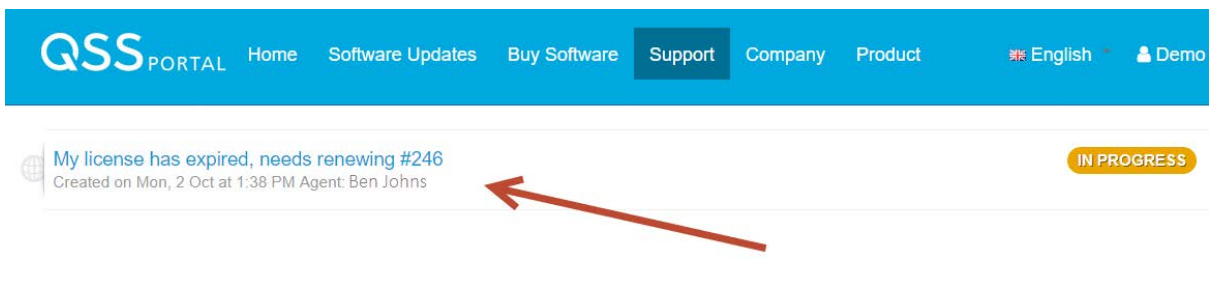 QSS PORTAL Home Software Updates Buy Software Support Company Product English Demo
My license has expired, needs renewing #246
IN PROGRESS
Created on Mon, 2 Oct at 1:38 PM Agent: Ben Johns